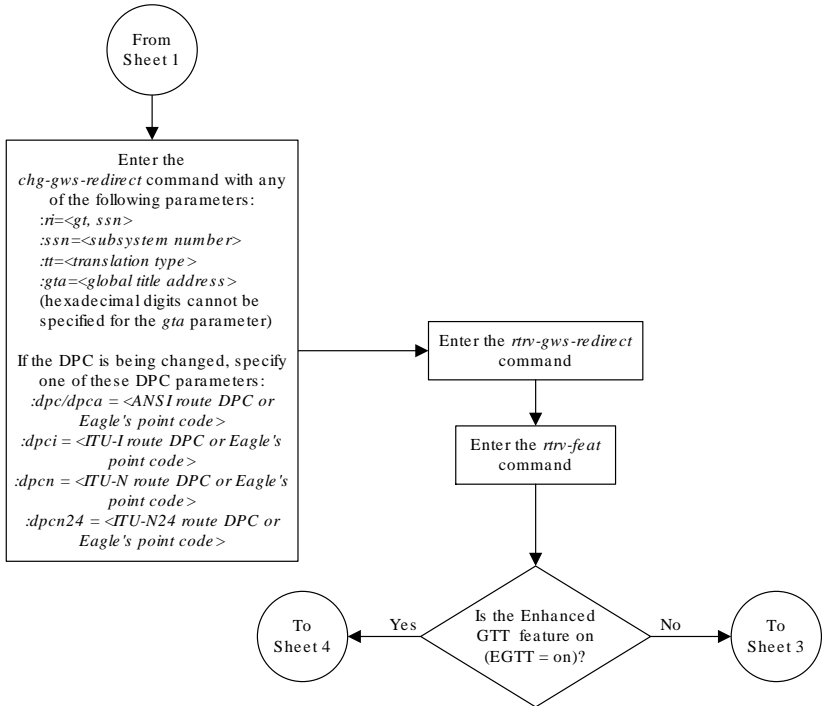 From
Sheet 1
Enter the
chg-gws-redirect command with any
of the following parameters:
:ri=<gt, ssn>
:ssn=<subsystem number>
:tt=<translation type>
:gta=<global title address>
(hexadecimal digits cannot be
specified for the gta parameter)
If the DPC is being changed, specify
one of these DPC parameters:
:dpc/dpca = <ANSI route DPC or
Eagle's point code>
:dpci = <ITU-I route DPC or Eagle's
point code>
:dpcn = <ITU-N route DPC or Eagle's
point code>
:dpcn24 = <ITU-N24 route DPC or
Eagle's point code>
Enter the rtrv-gws-redirect
command
Enter the rtrv-feat
command
Is the Enhanced
GTT feature on
(EGTT = on)?
Yes
To
Sheet 4
No
To
Sheet 3